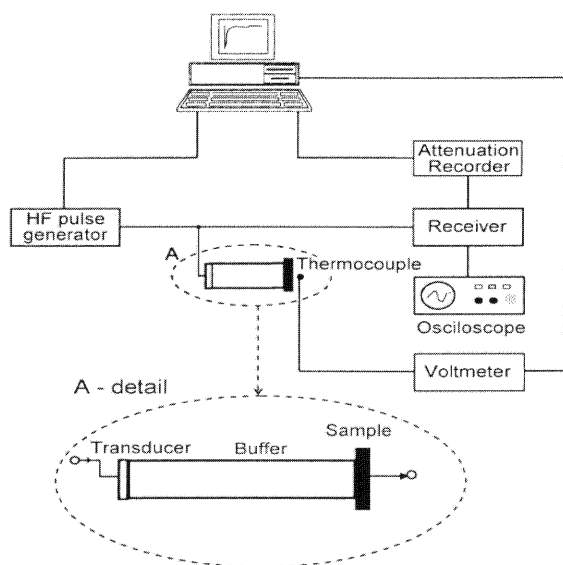 Attenuation
Recorder
HF pulse
generator
Receiver
A
Thermocouple
Osciloscope
Voltmeter
A - detail
Sample
Transducer
Buffer